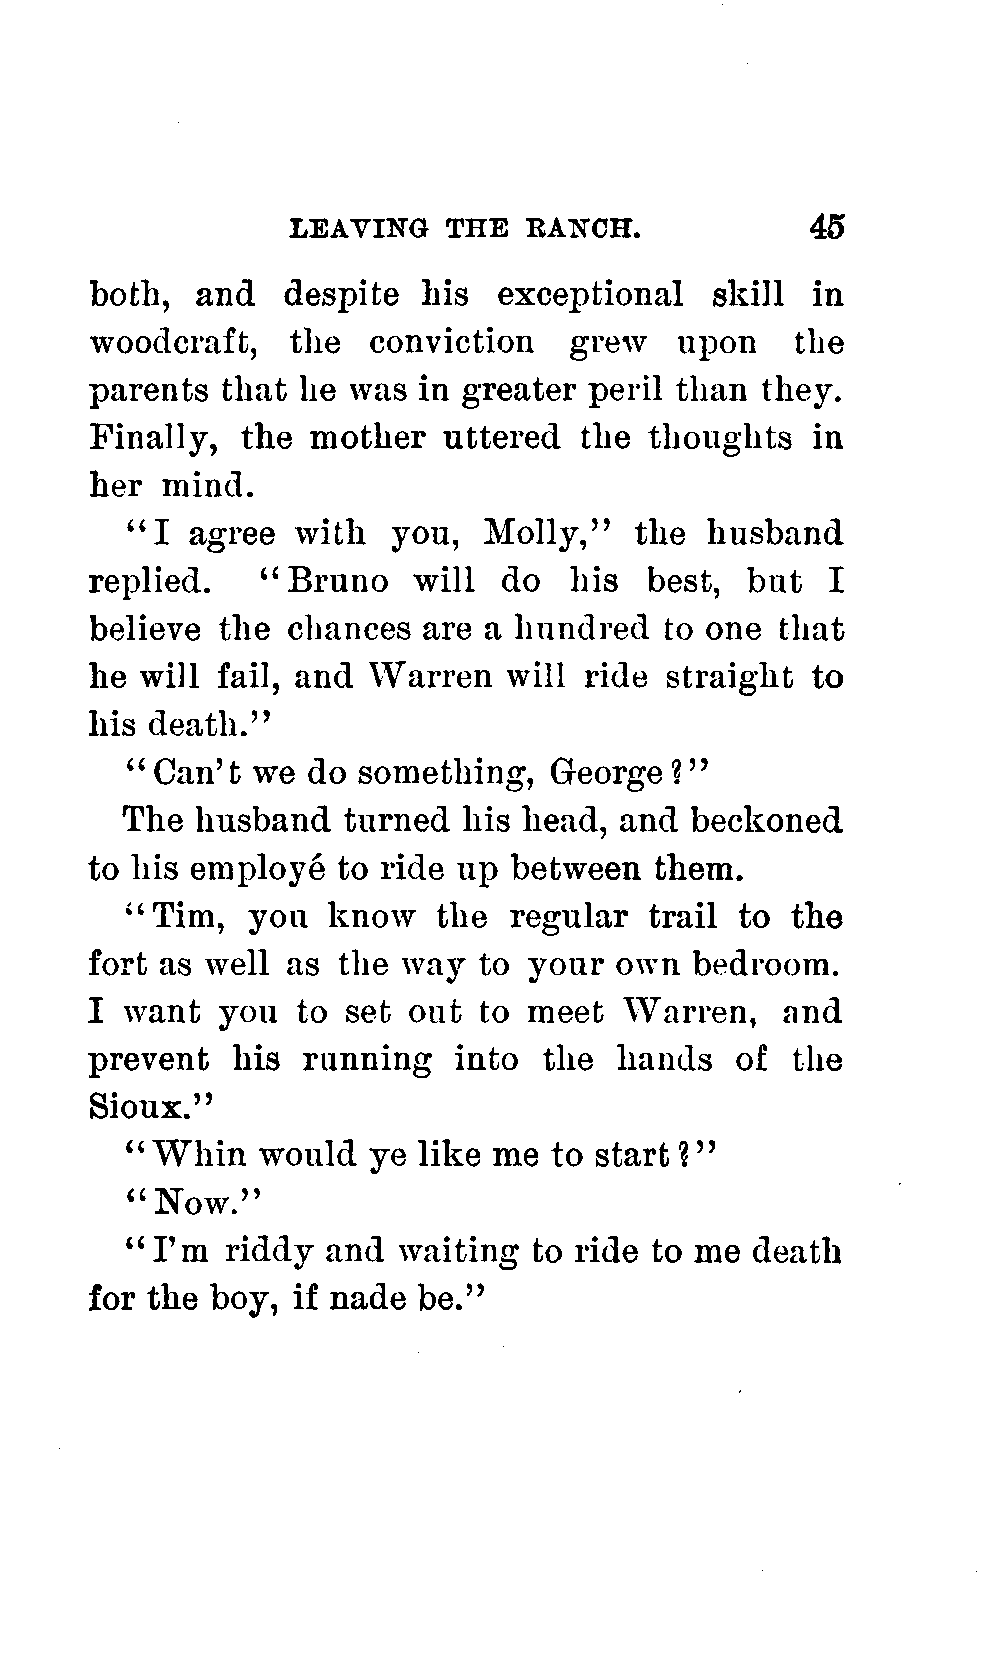 LEAVING THE RANCH. 45
both, and despite his exceptional skill in
woodcraft, the conviction grew upon the
parents that he was in greater peril than they.
Finally, the mother uttered the thoughts in
her mind.
"I agree with you, Molly," the husband
replied. "Bruno will do his best, but I
believe the chances are a hundred to one that
he will fail, and Warren will ride straight to
his death."
"Can't we do something, George?"
The husband turned his head, and beckoned
to his employé to ride up between them.
"Tim, you know the regular trail to the
fort as well as the way to your own bedroom.
I want you to set out to meet Warren, and
prevent his running into the hands of the
Sioux."
"Whin would ye like me to start?"
"Now."
"I'm riddy and waiting to ride to me death
for the boy, if nade be."